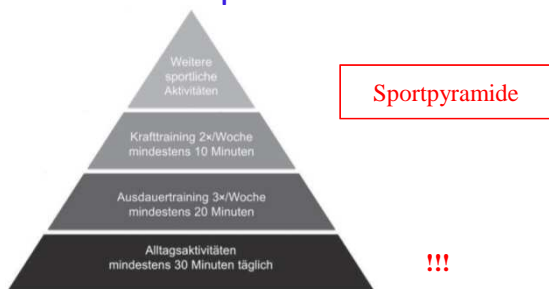 Weitere
sportliche
Aktivitäten
Sportpyramide
Krafttraining 2×/Woche
mindestens 10 Minuten
Ausdauertraining 3×/Woche
mindestens 20 Minuten
Alltagsaktivitäten
mindestens 30 Minuten täglich
!!!